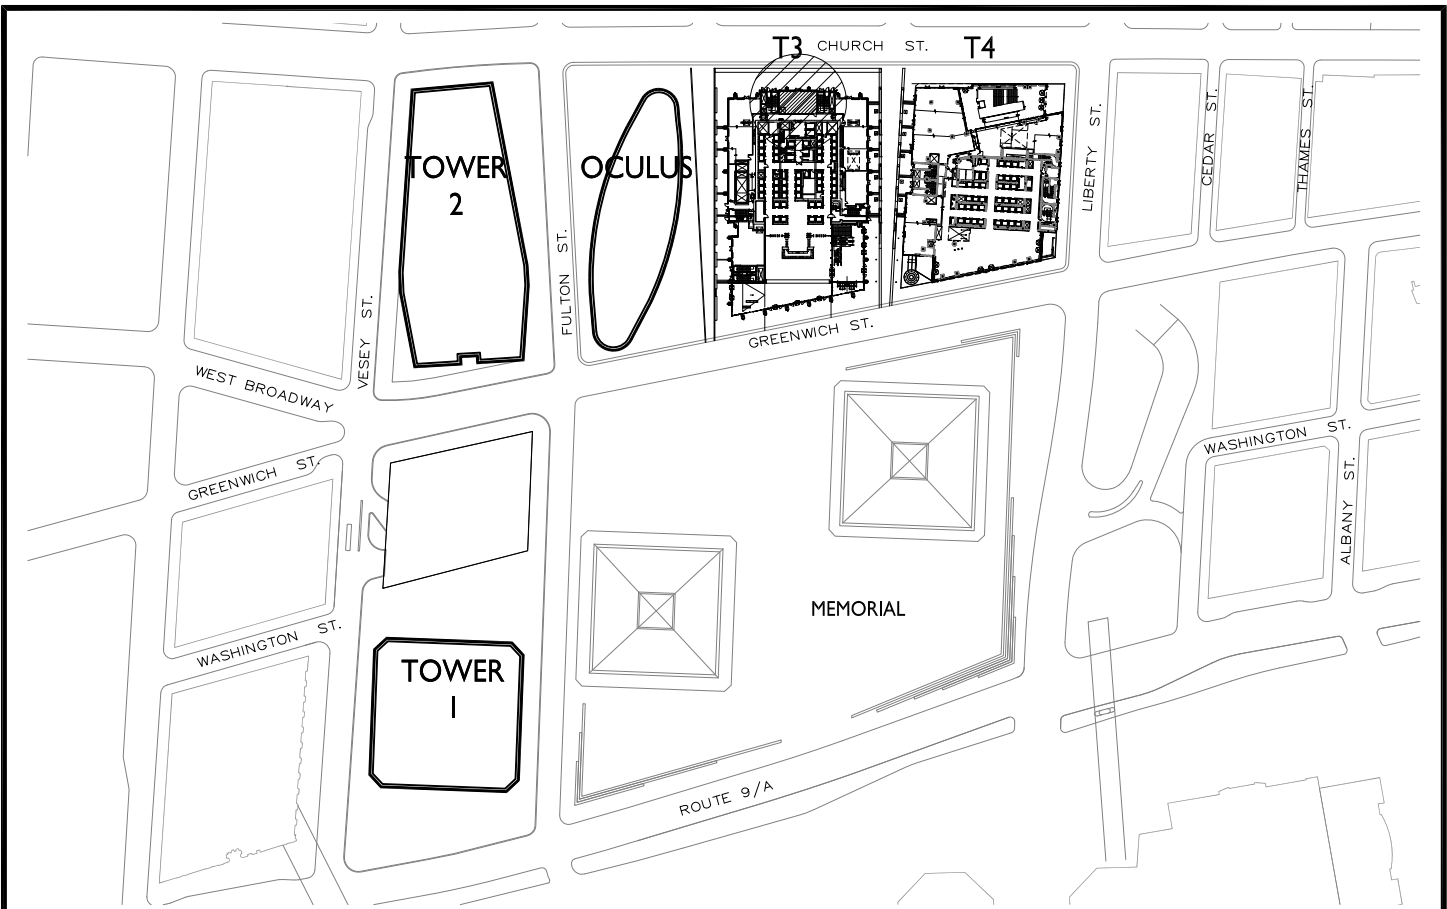 T3
CHURCH ST.
T4
TOWER
2
OCULUS
LIBERTY ST.
CEDAR ST.
THAMES ST.
FULTON ST.
VESEY ST.
GREENWICH ST.
WEST BROADWAY
GREENWICH ST.
WASHINGTON ST.
ALBANY ST.
MEMORIAL
WASHINGTON ST.
TOWER
1
ROUTE 9/A